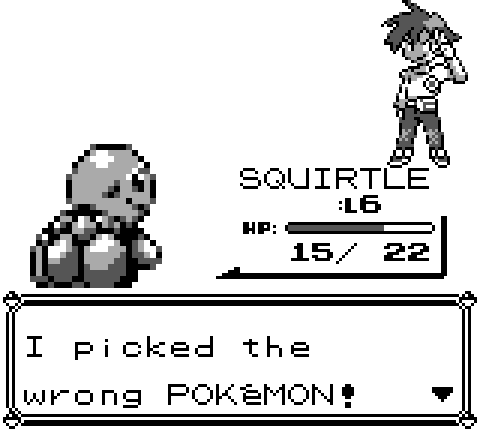 SQUIRTLE
:L6
HP:
15/ 22
I picked the
wrong POKéMON!